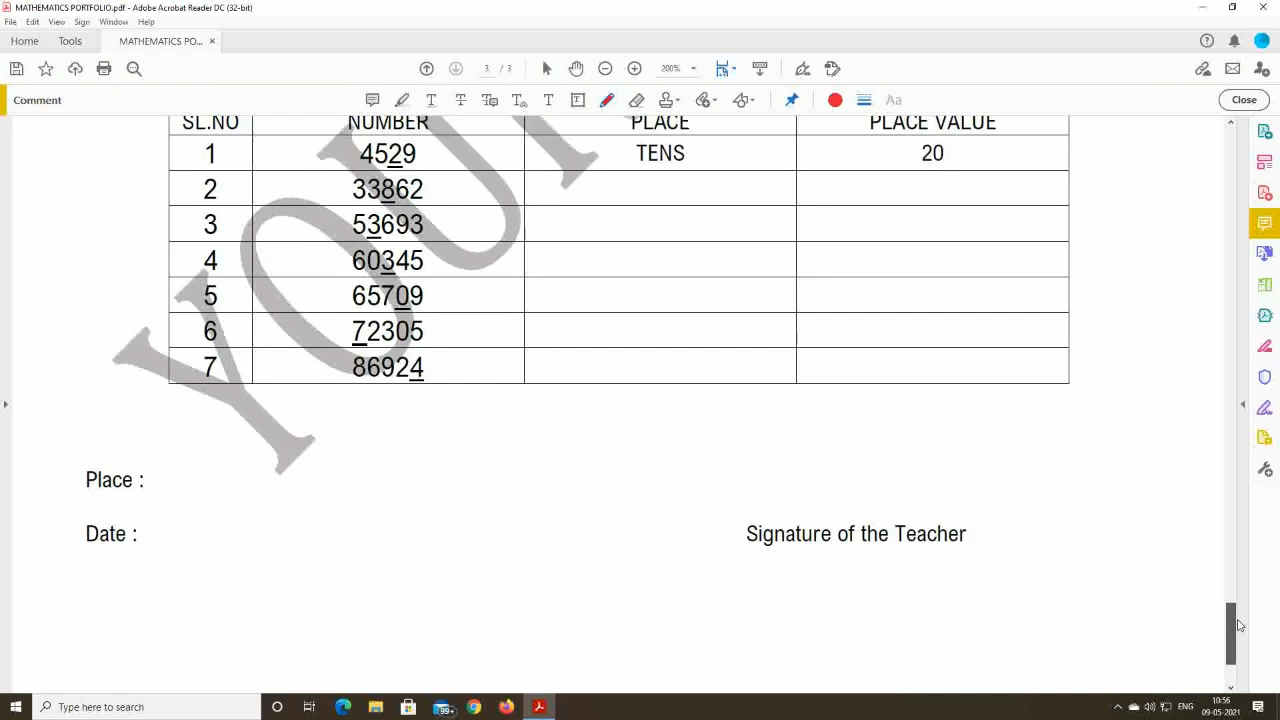 MATHEMATICS PORTFOLIO.pdf - Adobe Acrobat Reader DC (32-bit)
File Edit View Sign Window Help
Home Tools MATHEMATICS PO... ×
3 / 3 200%
Comment Aa Close
SL.NO NUMBER PLACE PLACE VALUE
1 4529 TENS 20
2 33862
3 53693
4 60345
5 65709
6 72305
7 86924
YOU
Place :
Date : Signature of the Teacher
Type here to search 99+ ENG 10:56
09-05-2021